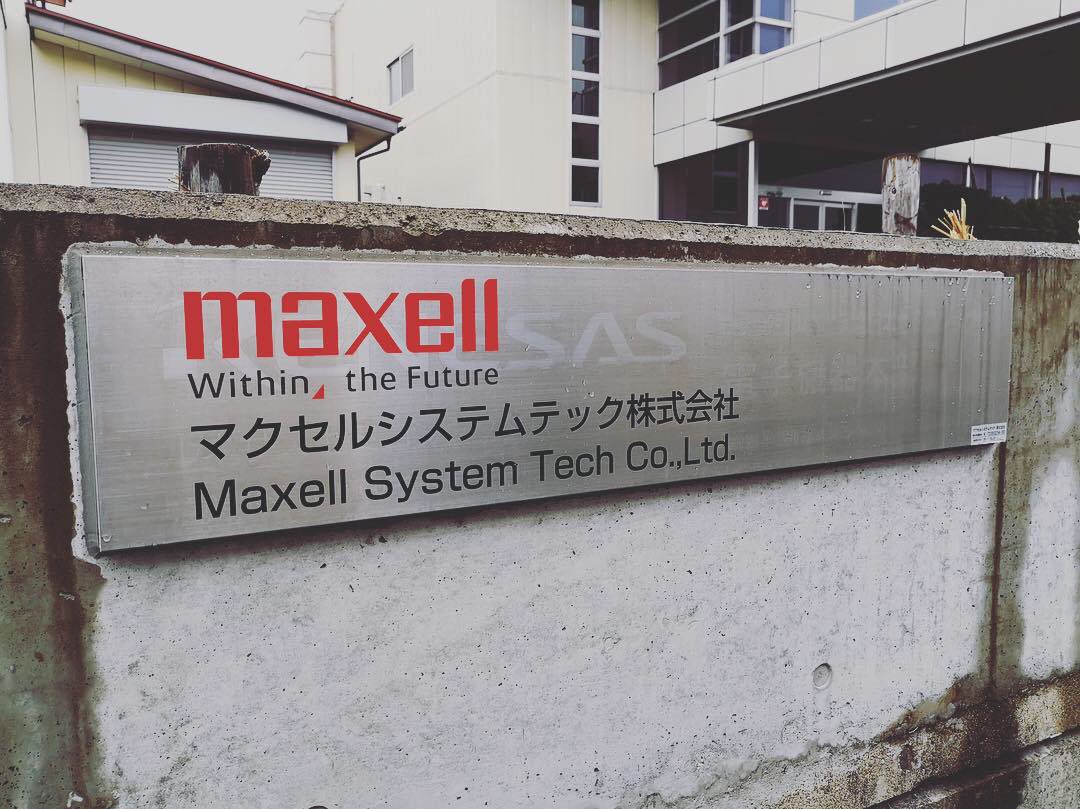 maxell
Within, the Future
マクセルシステムテック株式会社
Maxell System Tech Co.,Ltd.